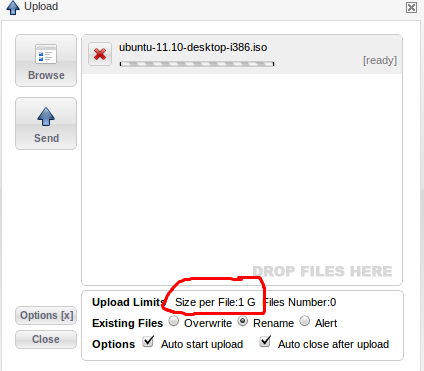 Upload
ubuntu-11.10-desktop-i386.iso
[ready]
Browse
Send
DROP FILES HERE
Upload Limits Size per File:1 G Files Number:0
Existing Files Overwrite Rename Alert
Options Auto start upload Auto close after upload
Options [x]
Close